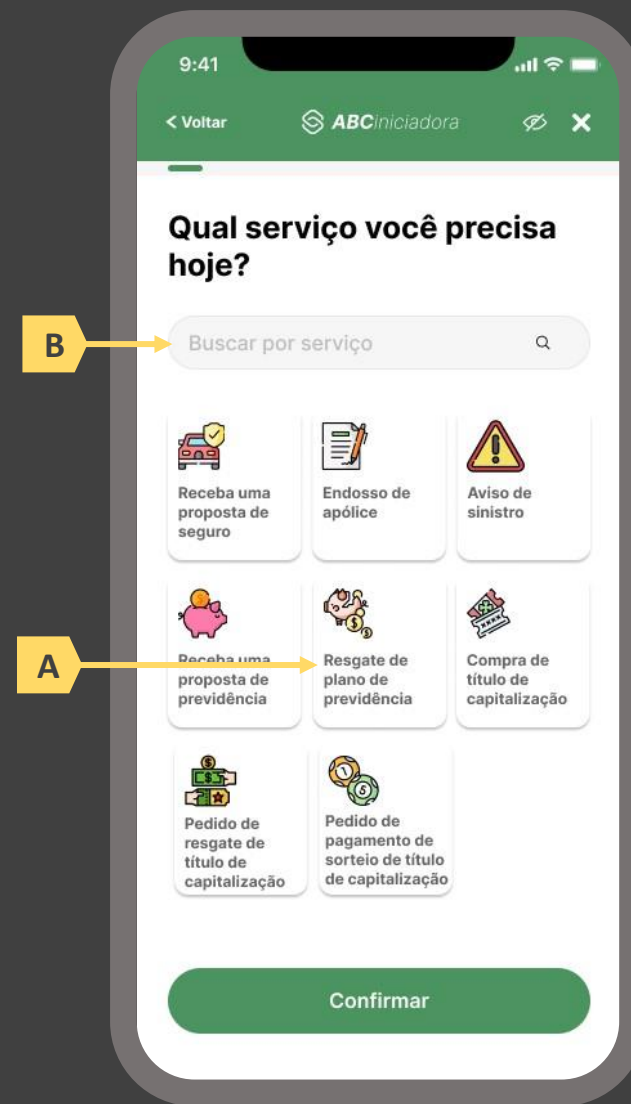 9:41
< Voltar
ABCiniciadora
Qual serviço você precisa
hoje?
B
Buscar por serviço
Receba uma
proposta de
seguro
Endosso de
apólice
Aviso de
sinistro
A
Receba uma
proposta de
previdência
Resgate de
plano de
previdência
Compra de
título de
capitalização
Pedido de
resgate de
título de
capitalização
Pedido de
pagamento de
sorteio de título
de capitalização
Confirmar